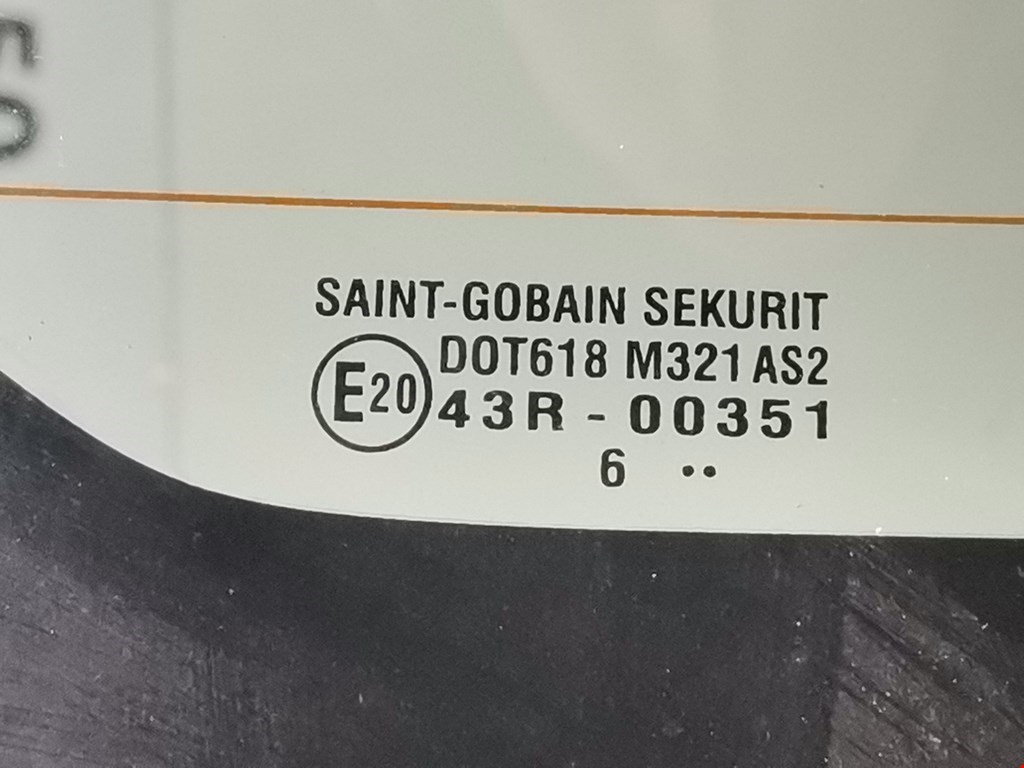 SAINT-GOBAIN SEKURIT
E20
DOT618 M321 AS2
43R - 00351
6 ••